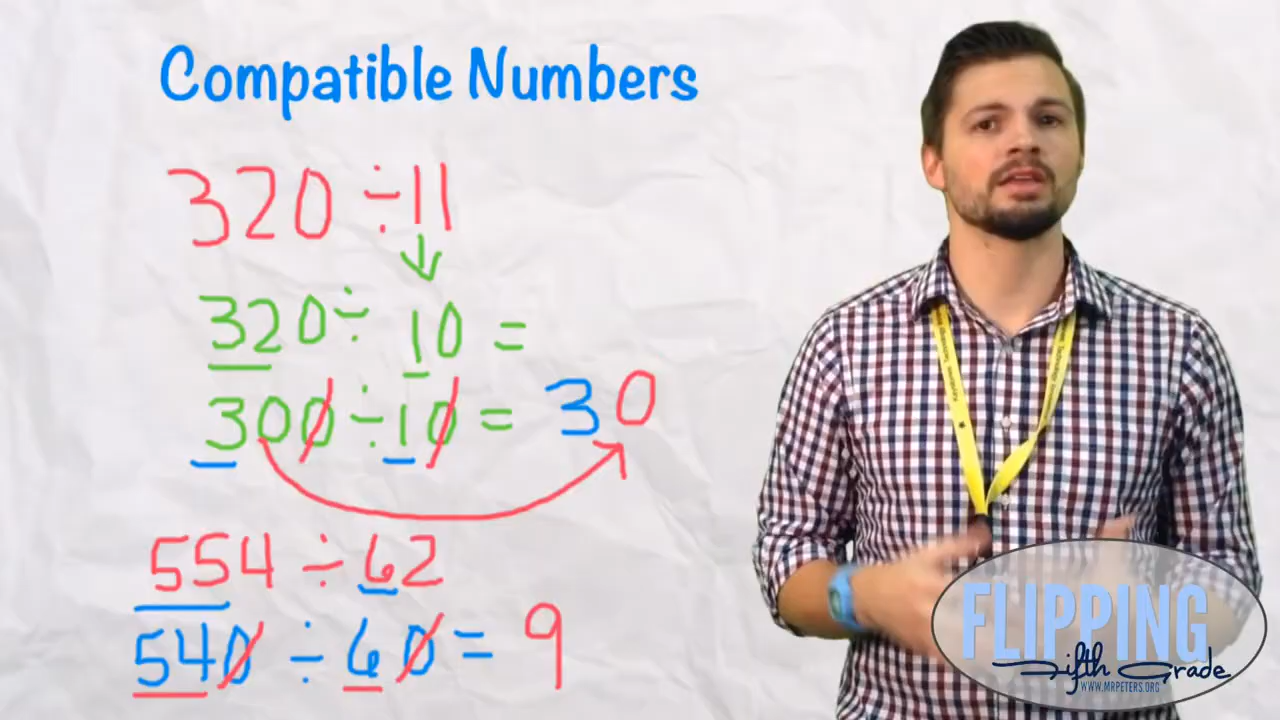 Compatible Numbers
320 ÷ 11
320 ÷ 10 =
300 ÷ 10 = 30
554 ÷ 62
540 ÷ 60 = 9
FLIPPING
Fifth Grade
WWW.MRPETERS.ORG